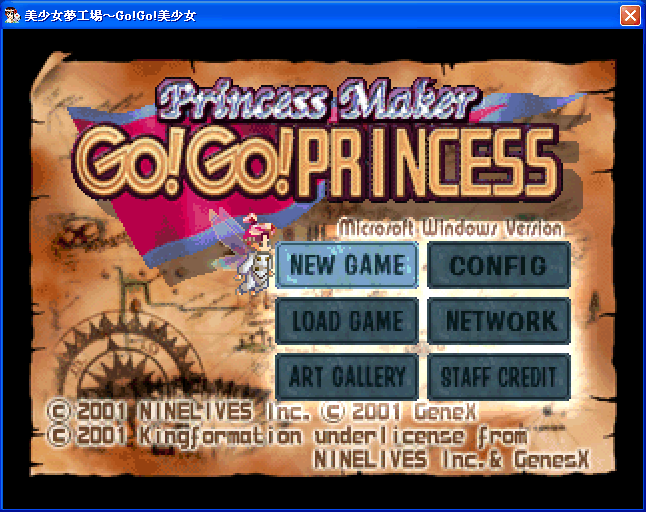 美少女夢工場～Go!Go!美少女
Princess Maker
GO!GO!PRINCESS
Microsoft Windows Version
NEW GAME
CONFIG
LOAD GAME
NETWORK
ART GALLERY
STAFF CREDIT
© 2001 NINELIVES Inc. © 2001 GeneX
© 2001 Kingformation underlicense from
NINELIVES Inc.& GenesX